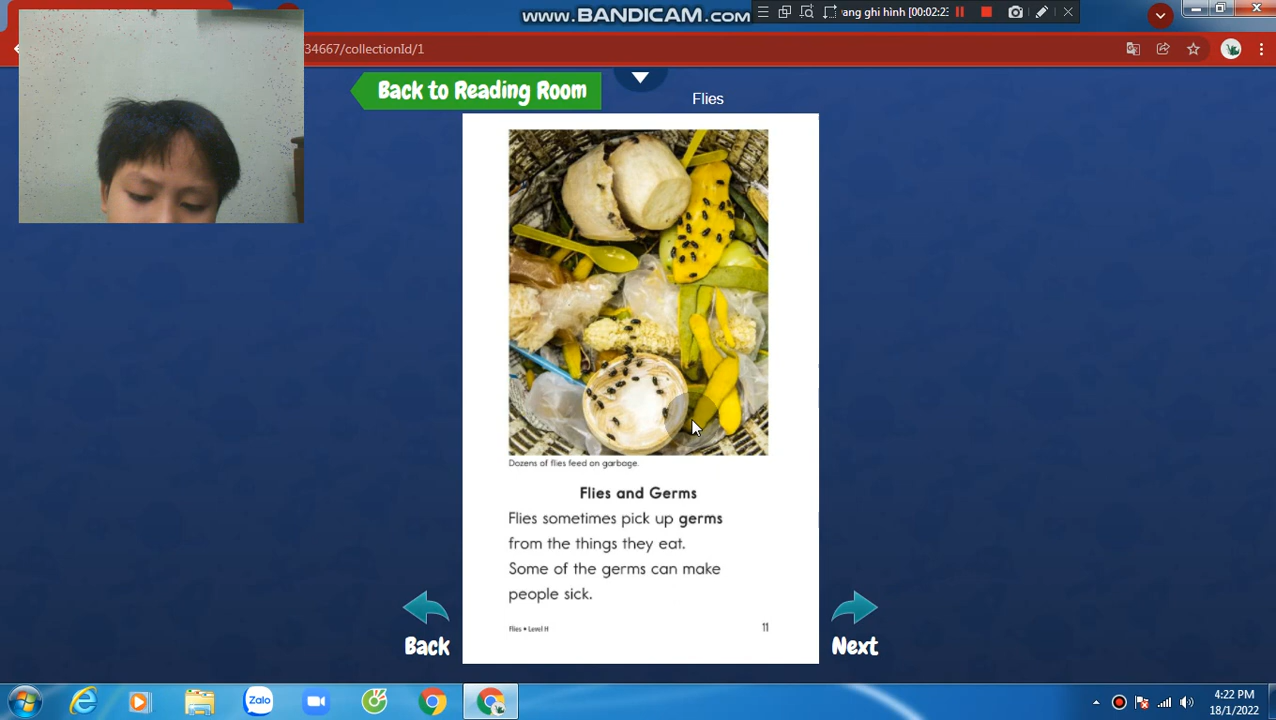 www.BANDICAM.com
ang ghi hình [00:02:23
34667/collectionId/1
Back to Reading Room
Flies
Dozens of flies feed on garbage.
Flies and Germs
Flies sometimes pick up germs
from the things they eat.
Some of the germs can make
people sick.
Flies • Level H
11
Back
Next
Zalo
4:22 PM
18/1/2022